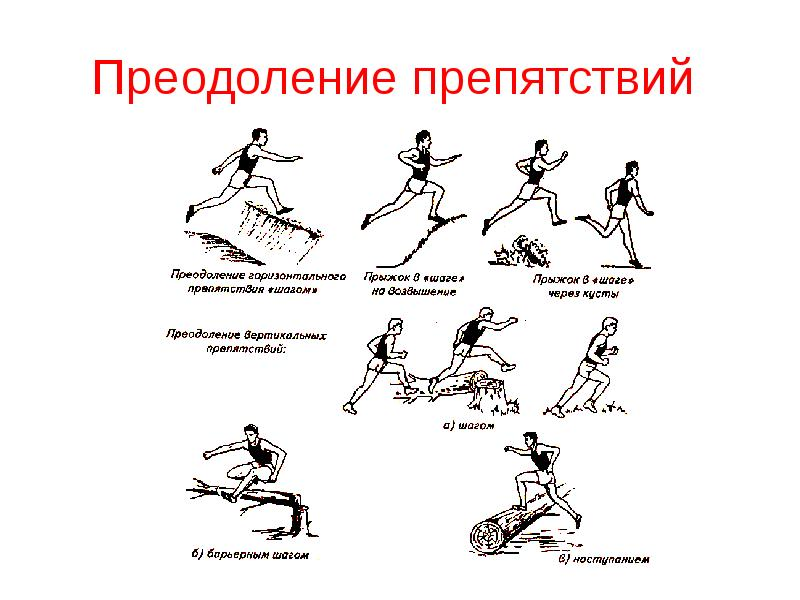 Преодоление препятствий
Преодоление горизонтального
препятствия «шагом»
Прыжок в «шаге»
на возвышение
Прыжок в «шаге»
через кусты
Преодоление вертикальных
препятствий:
а) шагом
б) барьерным шагом
в) наступанием